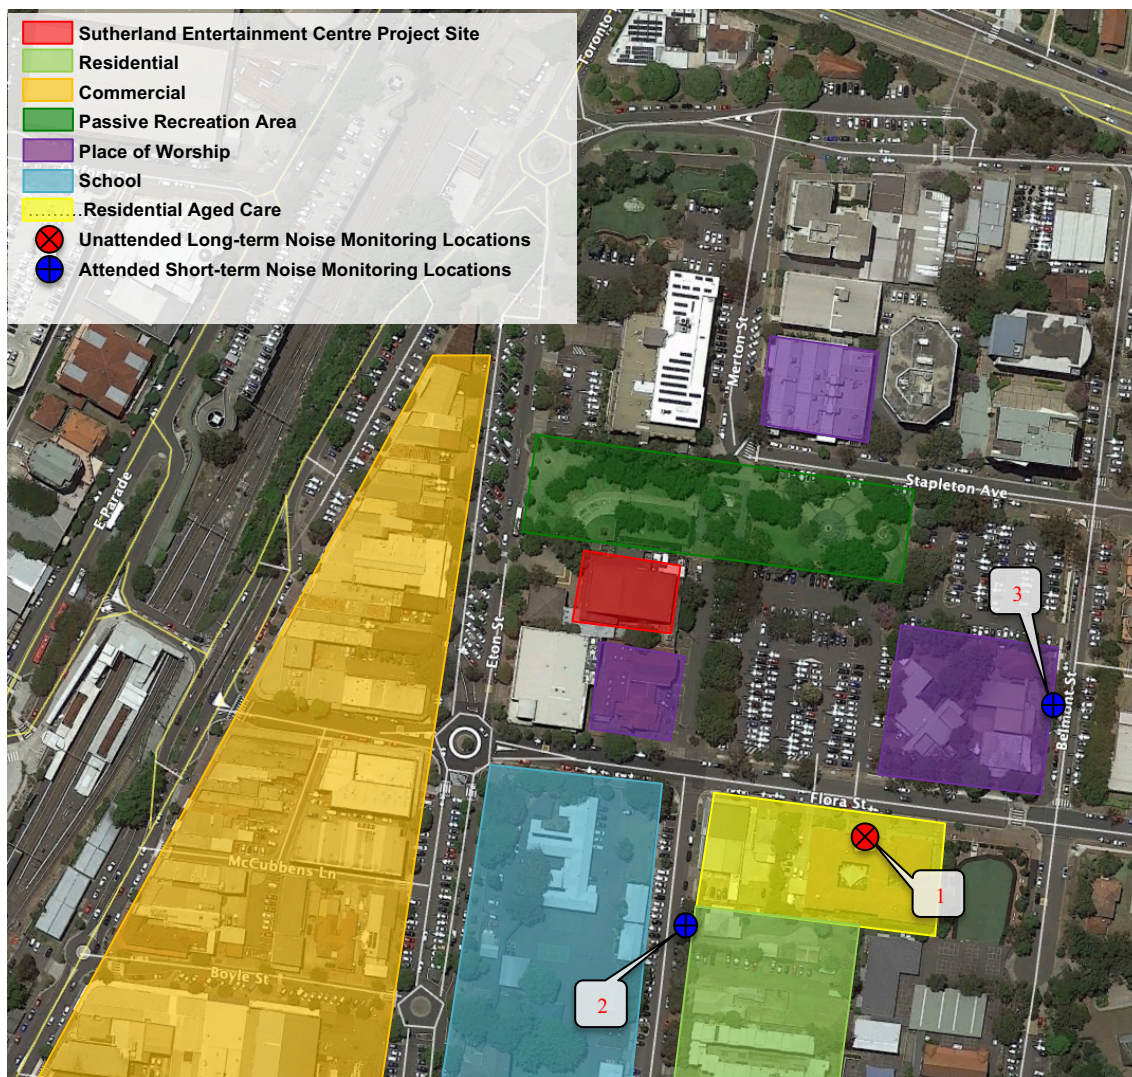 Sutherland Entertainment Centre Project Site
Residential
Commercial
Passive Recreation Area
Place of Worship
School
.........Residential Aged Care
Unattended Long-term Noise Monitoring Locations
Attended Short-term Noise Monitoring Locations
Merton St
E Parade
Stapleton Ave
3
Eton St
Belmont St
Flora St
McCubbens Ln
1
Boyle St
2